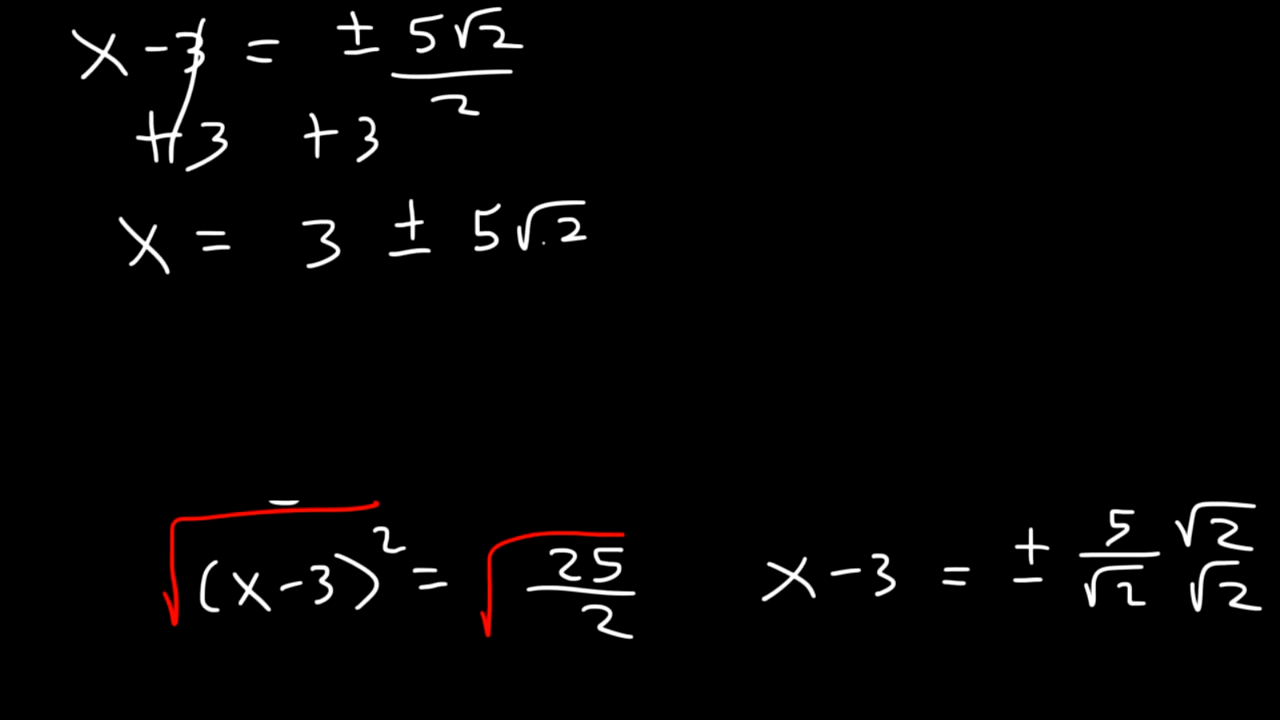 x - 3 = ± 5√2/2
+3 +3
x = 3 ± 5√2
√(x-3)² = √25/2
x - 3 = ± 5/√2 √2/√2